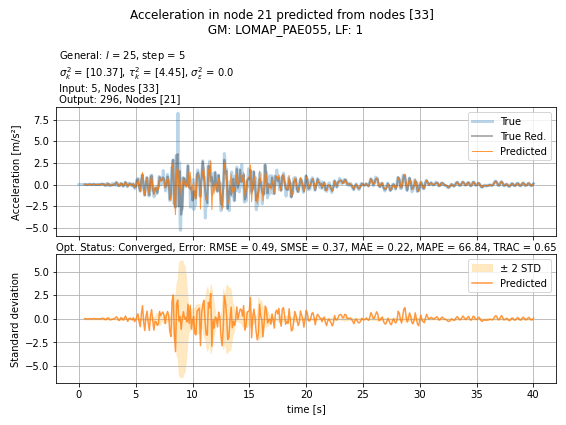 Acceleration in node 21 predicted from nodes [33]
GM: LOMAP_PAE055, LF: 1
General: l = 25, step = 5
σ²ₖ = [10.37], τ²ₖ = [4.45], σ²ε = 0.0
Input: 5, Nodes [33]
Output: 296, Nodes [21]
Acceleration [m/s²]
7.5
5.0
2.5
0.0
−2.5
−5.0
True
True Red.
Predicted
Opt. Status: Converged, Error: RMSE = 0.49, SMSE = 0.37, MAE = 0.22, MAPE = 66.84, TRAC = 0.65
Standard deviation
5.0
2.5
0.0
−2.5
−5.0
± 2 STD
Predicted
0 5 10 15 20 25 30 35 40
time [s]